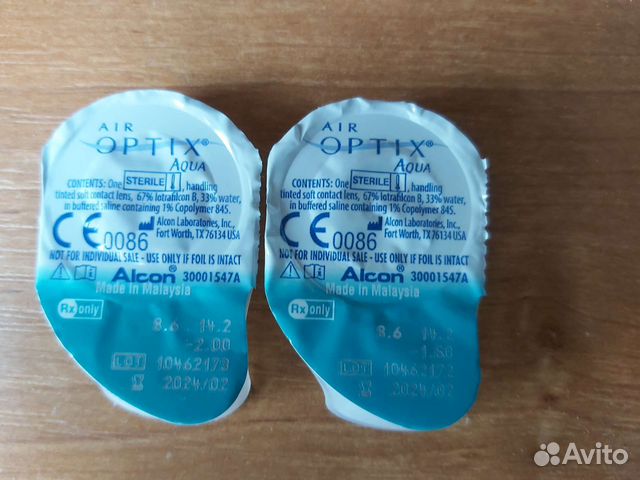 AIR
OPTIX®
AQUA
CONTENTS: One STERILE, handling
tinted soft contact lens, 67% lotrafilcon B, 33% water,
in buffered saline containing 1% Copolymer 845.
CE 0086
Alcon Laboratories, Inc.,
Fort Worth, TX 76134 USA
NOT FOR INDIVIDUAL SALE - USE ONLY IF FOIL IS INTACT
Alcon® 30001547A
Made in Malaysia
Rx only
8.6 14.2
-2.00
LOT 10462173
2024/02
AIR
OPTIX®
AQUA
CONTENTS: One STERILE, handling
tinted soft contact lens, 67% lotrafilcon B, 33% water,
in buffered saline containing 1% Copolymer 845.
CE 0086
Alcon Laboratories, Inc.,
Fort Worth, TX 76134 USA
NOT FOR INDIVIDUAL SALE - USE ONLY IF FOIL IS INTACT
Alcon® 30001547A
Made in Malaysia
Rx only
8.6 14.2
LOT 10462172
2024/02
Avito